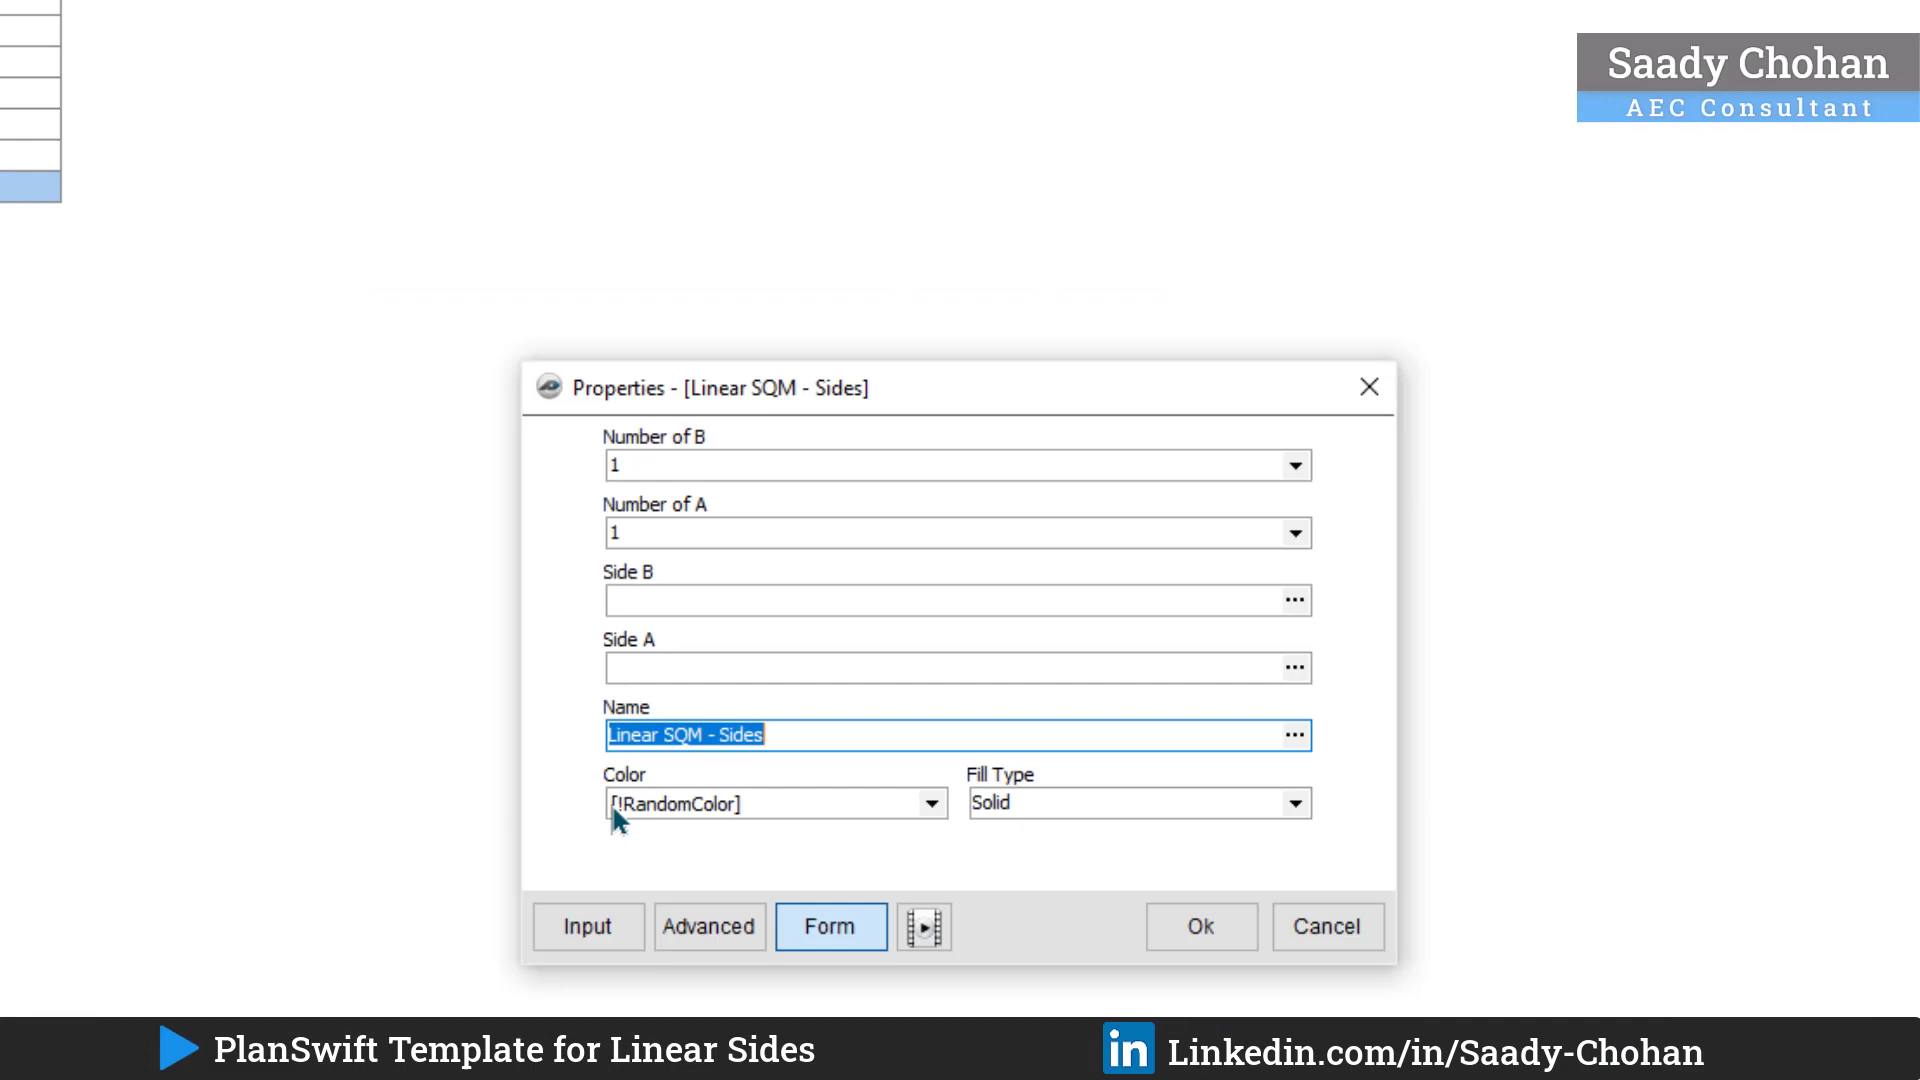 Saady Chohan
AEC Consultant
Properties - [Linear SQM - Sides]
Number of B
1
Number of A
1
Side B
Side A
Name
Linear SQM - Sides
Color
Fill Type
[!RandomColor]
Solid
Input
Advanced
Form
Ok
Cancel
PlanSwift Template for Linear Sides
in
Linkedin.com/in/Saady-Chohan